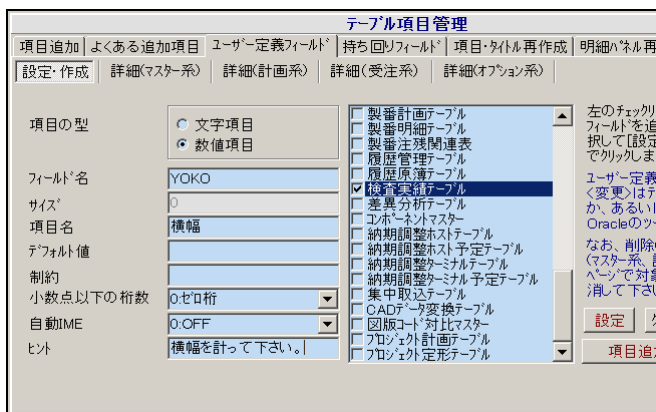 テーブル項目管理
項目追加 よくある追加項目 ユーザー定義フィールド 持ち回りフィールド 項目・タイトル再作成 明細パネル再
設定・作成 詳細(マスター系) 詳細(計画系) 詳細(受注系) 詳細(オプション系)
項目の型
文字項目
数値項目
フィールド名 YOKO
サイズ 0
項目名 横幅
デフォルト値
制約
小数点以下の桁数 0:ゼロ桁
自動IME 0:OFF
ヒント 横幅を計って下さい。
製番計画テーブル
製番明細テーブル
製番注残関連表
履歴管理テーブル
履歴原簿テーブル
検査実績テーブル
差異分析テーブル
コンポーネントマスター
納期調整ホストテーブル
納期調整ホスト予定テーブル
納期調整ターミナルテーブル
納期調整ターミナル予定テーブル
集中取込テーブル
CADデータ変換テーブル
図版コード対比マスター
プロジェクト計画テーブル
プロジェクト定形テーブル
左のチェックリ
フィールドを追
択して[設定
でクリックしま
ユーザー定義
<変更>はテ
か、あるい
Oracleのツー
なお、削除
(マスター系、
ページで対象
消して下さ
設定
項目追